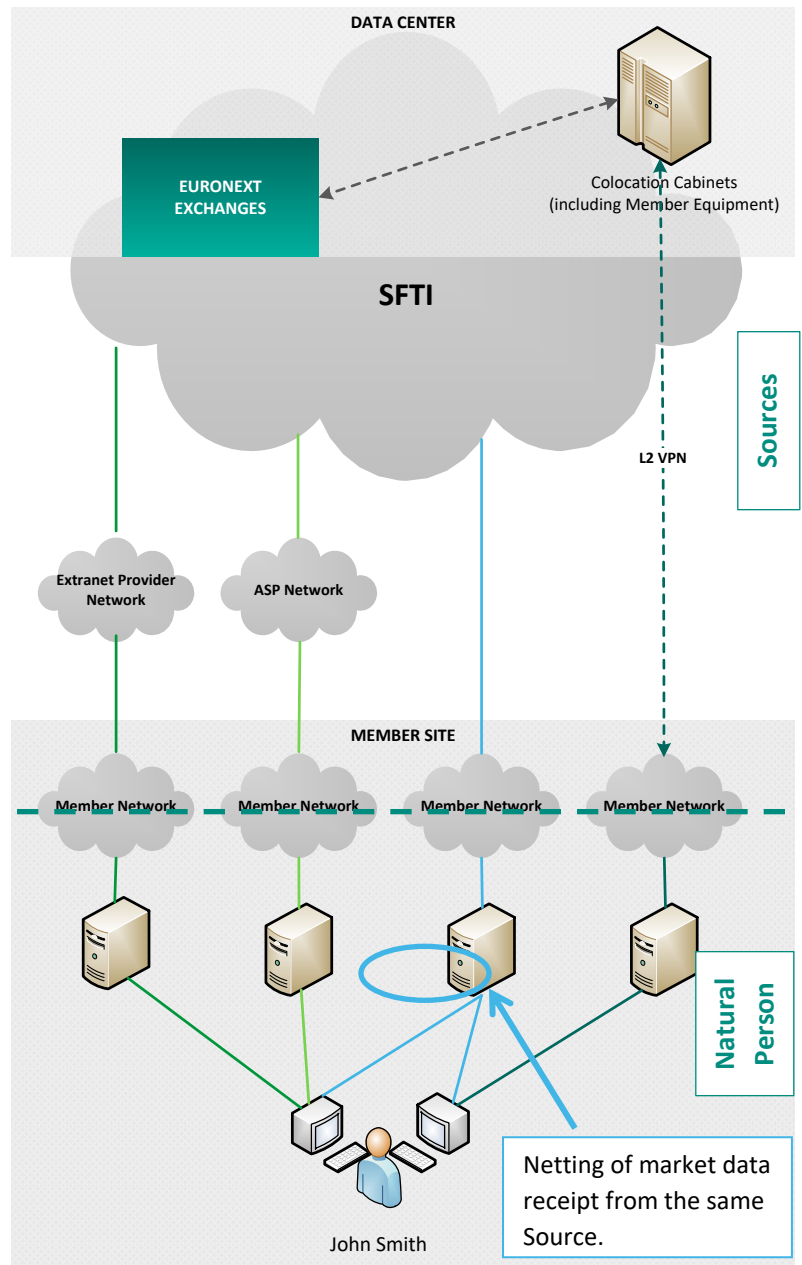 DATA CENTER
EURONEXT
EXCHANGES
Colocation Cabinets
(including Member Equipment)
SFTI
Sources
L2 VPN
Extranet Provider
Network
ASP Network
MEMBER SITE
Member Network
Member Network
Member Network
Member Network
Natural
Person
Netting of market data
receipt from the same
Source.
John Smith